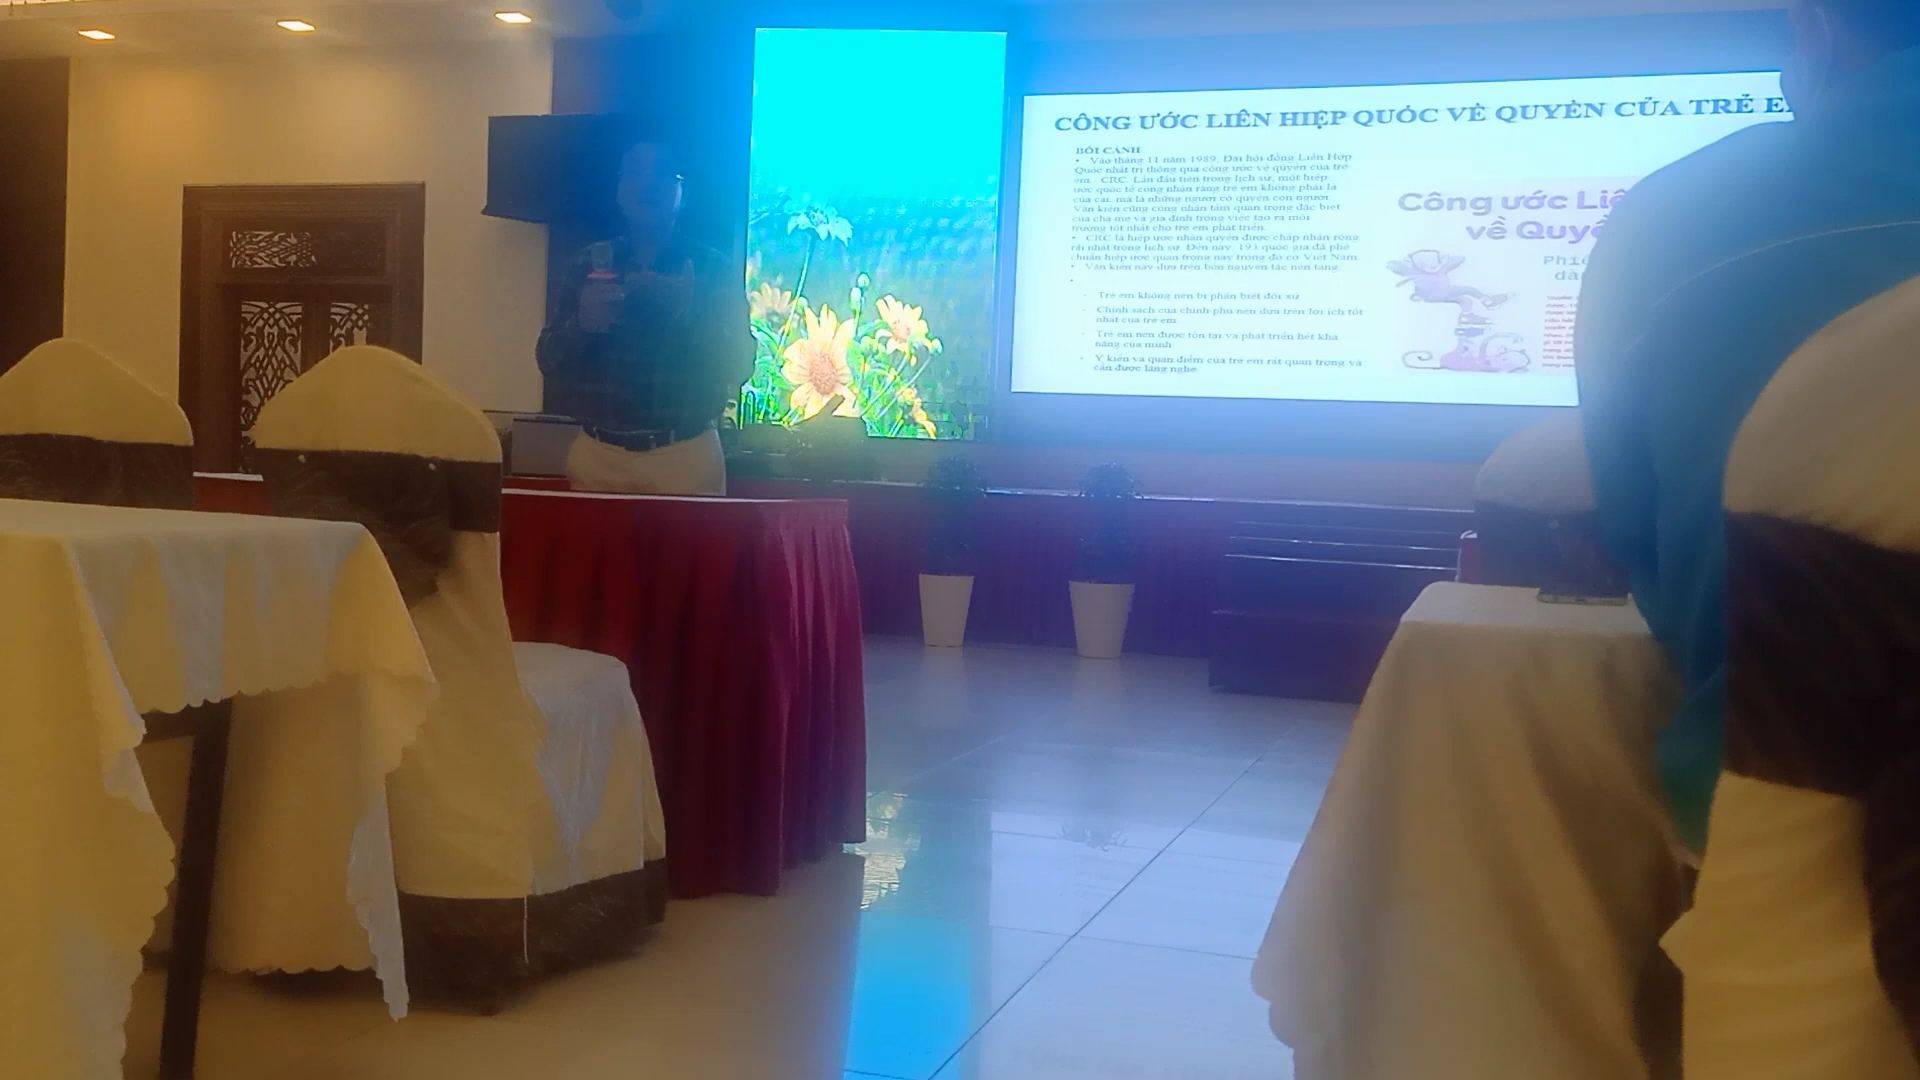 CÔNG ƯỚC LIÊN HIỆP QUỐC VỀ QUYỀN CỦA TRẺ E
BỐI CẢNH
• Vào tháng 11 năm 1989, Đại hội đồng Liên Hợp
Quốc nhất trí thông qua công ước về quyền của trẻ
em - CRC. Lần đầu tiên trong lịch sử, một hiệp
ước quốc tế công nhận rằng trẻ em không phải là
của cải, mà là những người có quyền con người.
Văn kiện cũng công nhận tầm quan trọng đặc biệt
của cha mẹ và gia đình trong việc tạo ra môi
trường tốt nhất cho trẻ em phát triển.
• CRC là hiệp ước nhân quyền được chấp nhận rộng
rãi nhất trong lịch sử. Đến nay, 193 quốc gia đã phê
chuẩn hiệp ước quan trọng này trong đó có Việt Nam.
• Văn kiện này dựa trên bốn nguyên tắc nền tảng:
•
- Trẻ em không nên bị phân biệt đối xử
- Chính sách của chính phủ nên dựa trên lợi ích tốt
nhất của trẻ em
- Trẻ em nên được tồn tại và phát triển hết khả
năng của mình
- Ý kiến và quan điểm của trẻ em rất quan trọng và
cần được lắng nghe
Công ước Liê
về Quyề
Phiê
dà